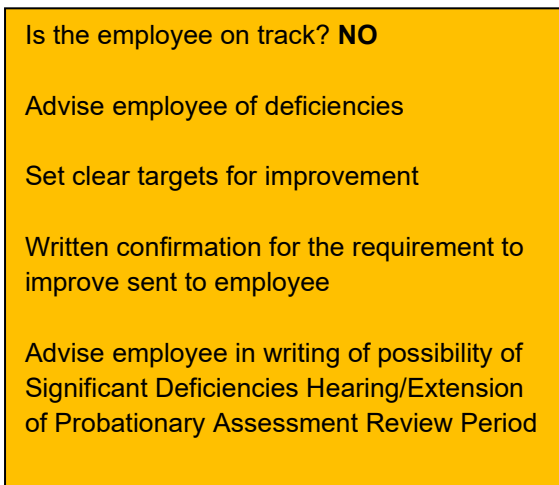 Is the employee on track? NO
Advise employee of deficiencies
Set clear targets for improvement
Written confirmation for the requirement to
improve sent to employee
Advise employee in writing of possibility of
Significant Deficiencies Hearing/Extension
of Probationary Assessment Review Period